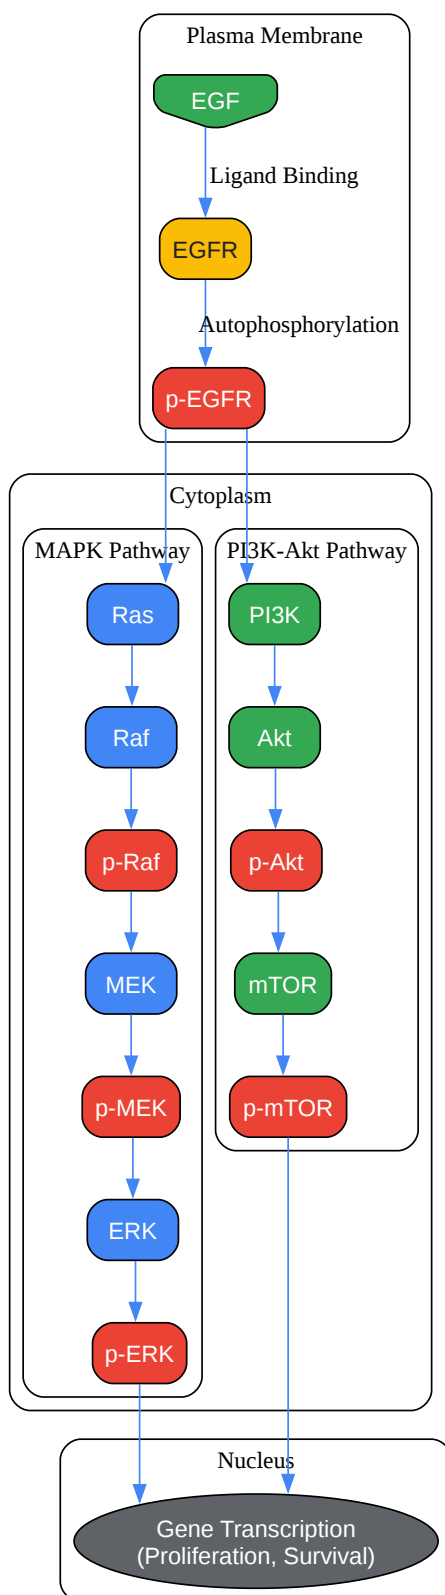 Plasma Membrane
EGF
Ligand Binding
EGFR
Autophosphorylation
p-EGFR
Cytoplasm
MAPK Pathway
PI3K-Akt Pathway
Ras
PI3K
Raf
Akt
p-Raf
p-Akt
MEK
mTOR
p-MEK
p-mTOR
ERK
p-ERK
Nucleus
Gene Transcription
(Proliferation, Survival)